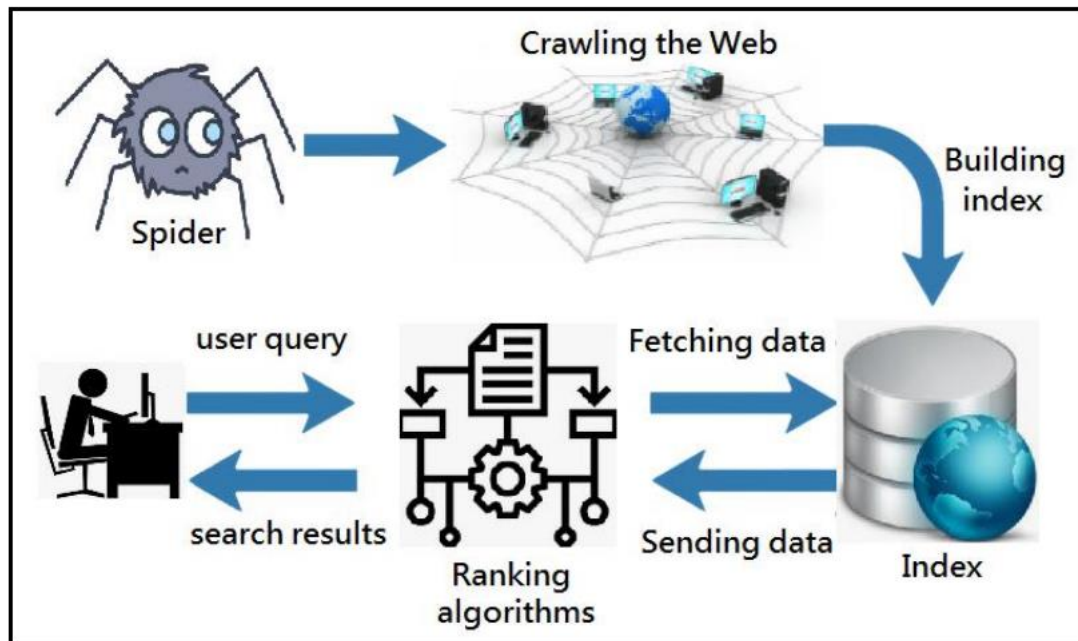 Crawling the Web
Spider
Building
index
user query
Fetching data
search results
Sending data
Ranking
algorithms
Index